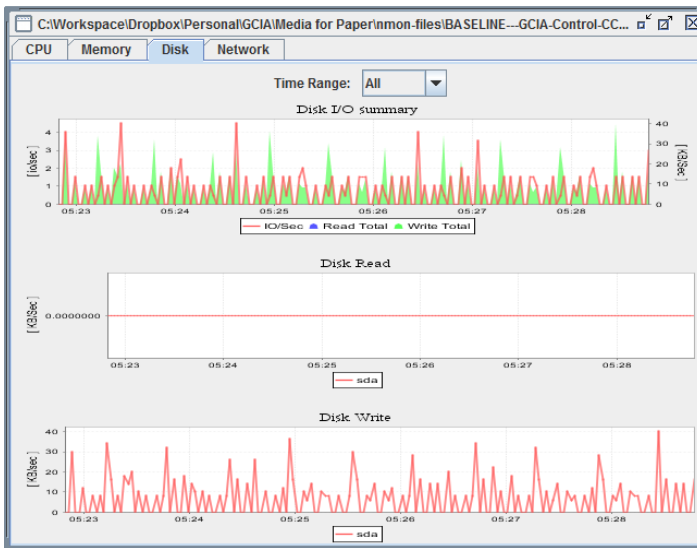 C:\Workspace\Dropbox\Personal\GCIA\Media for Paper\nmon-files\BASELINE---GCIA-Control-CC...
CPU Memory Disk Network
Time Range: All
Disk I/O summary
[io/sec]
4
3
2
1
0
40
30
20
10
0
[KB/Sec]
05:23 05:24 05:25 05:26 05:27 05:28
IO/Sec Read Total Write Total
Disk Read
[KB/Sec]
0.0000000
05:23 05:24 05:25 05:26 05:27 05:28
sda
Disk Write
[KB/Sec]
40
30
20
10
0
05:23 05:24 05:25 05:26 05:27 05:28
sda